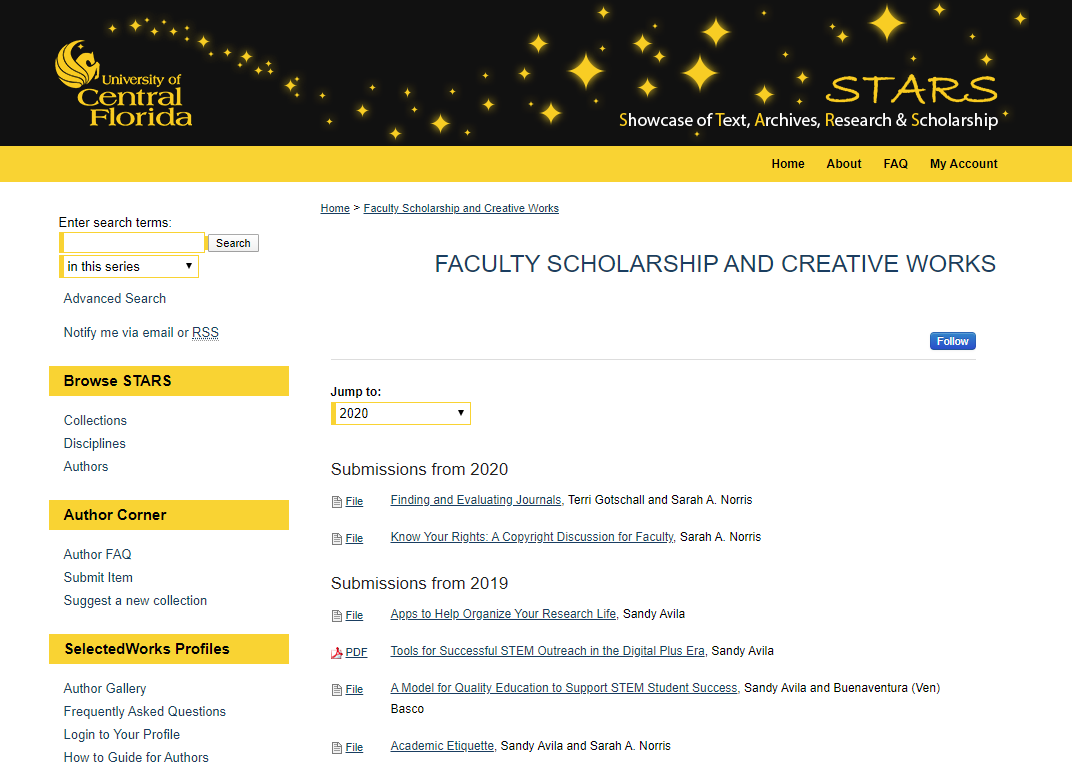 University of
Central
Florida
STARS
Showcase of Text, Archives, Research & Scholarship
Home About FAQ My Account
Enter search terms:
Search
in this series
Advanced Search
Notify me via email or RSS
Browse STARS
Collections
Disciplines
Authors
Author Corner
Author FAQ
Submit Item
Suggest a new collection
SelectedWorks Profiles
Author Gallery
Frequently Asked Questions
Login to Your Profile
How to Guide for Authors
Home > Faculty Scholarship and Creative Works
FACULTY SCHOLARSHIP AND CREATIVE WORKS
Follow
Jump to:
2020
Submissions from 2020
File Finding and Evaluating Journals, Terri Gotschall and Sarah A. Norris
File Know Your Rights: A Copyright Discussion for Faculty, Sarah A. Norris
Submissions from 2019
File Apps to Help Organize Your Research Life, Sandy Avila
PDF Tools for Successful STEM Outreach in the Digital Plus Era, Sandy Avila
File A Model for Quality Education to Support STEM Student Success, Sandy Avila and Buenaventura (Ven)
Basco
File Academic Etiquette, Sandy Avila and Sarah A. Norris